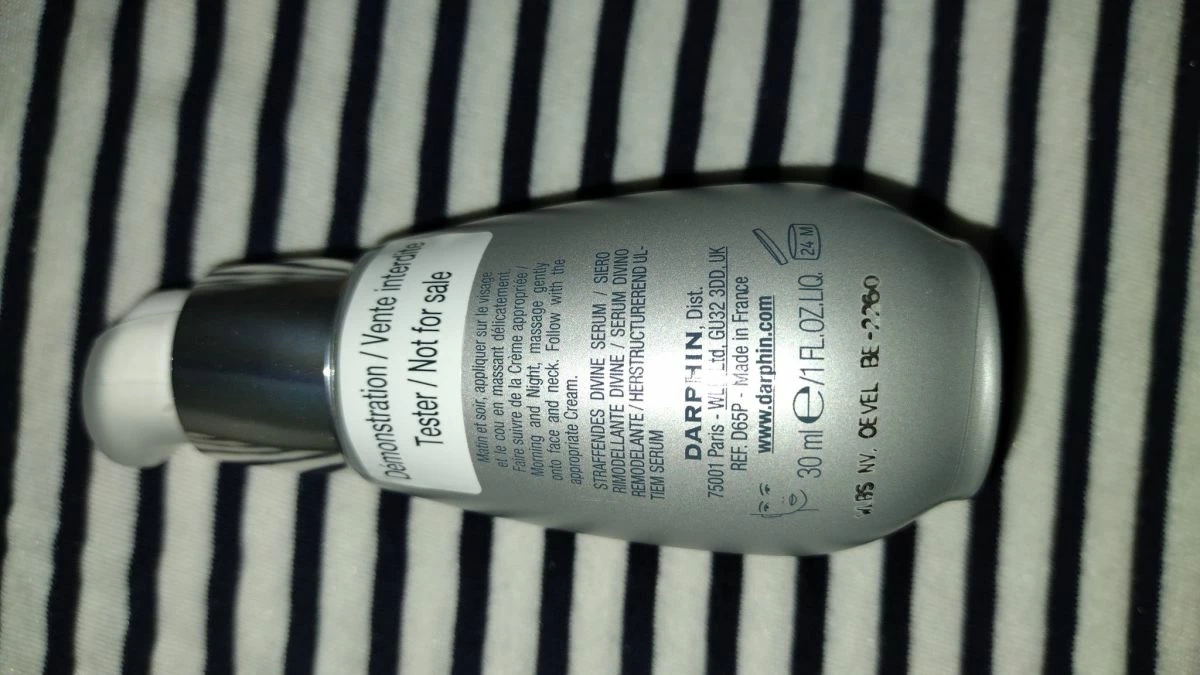 Démonstration / Vente interdite
Tester / Not for sale
Matin et soir, appliquer sur le visage
et le cou en massant délicatement.
Faire suivre de la Crème appropriée /
Morning and Night, massage gently
onto face and neck. Follow with the
appropriate Cream.
STRAFFENDES DIVINE SERUM / SIERO
RIMODELLANTE DIVINE / SERUM DIVINO
REMODELANTE / HERSTRUCTUREREND UL-
TIEM SERUM
DARPHIN, Dist.
75001 Paris - Ltd. GU32 3DD. UK
REF. D65P - Made in France
www.darphin.com
30 ml e/1 FL.OZ.LIQ.
24 M
NV, OEVEL BE-2260